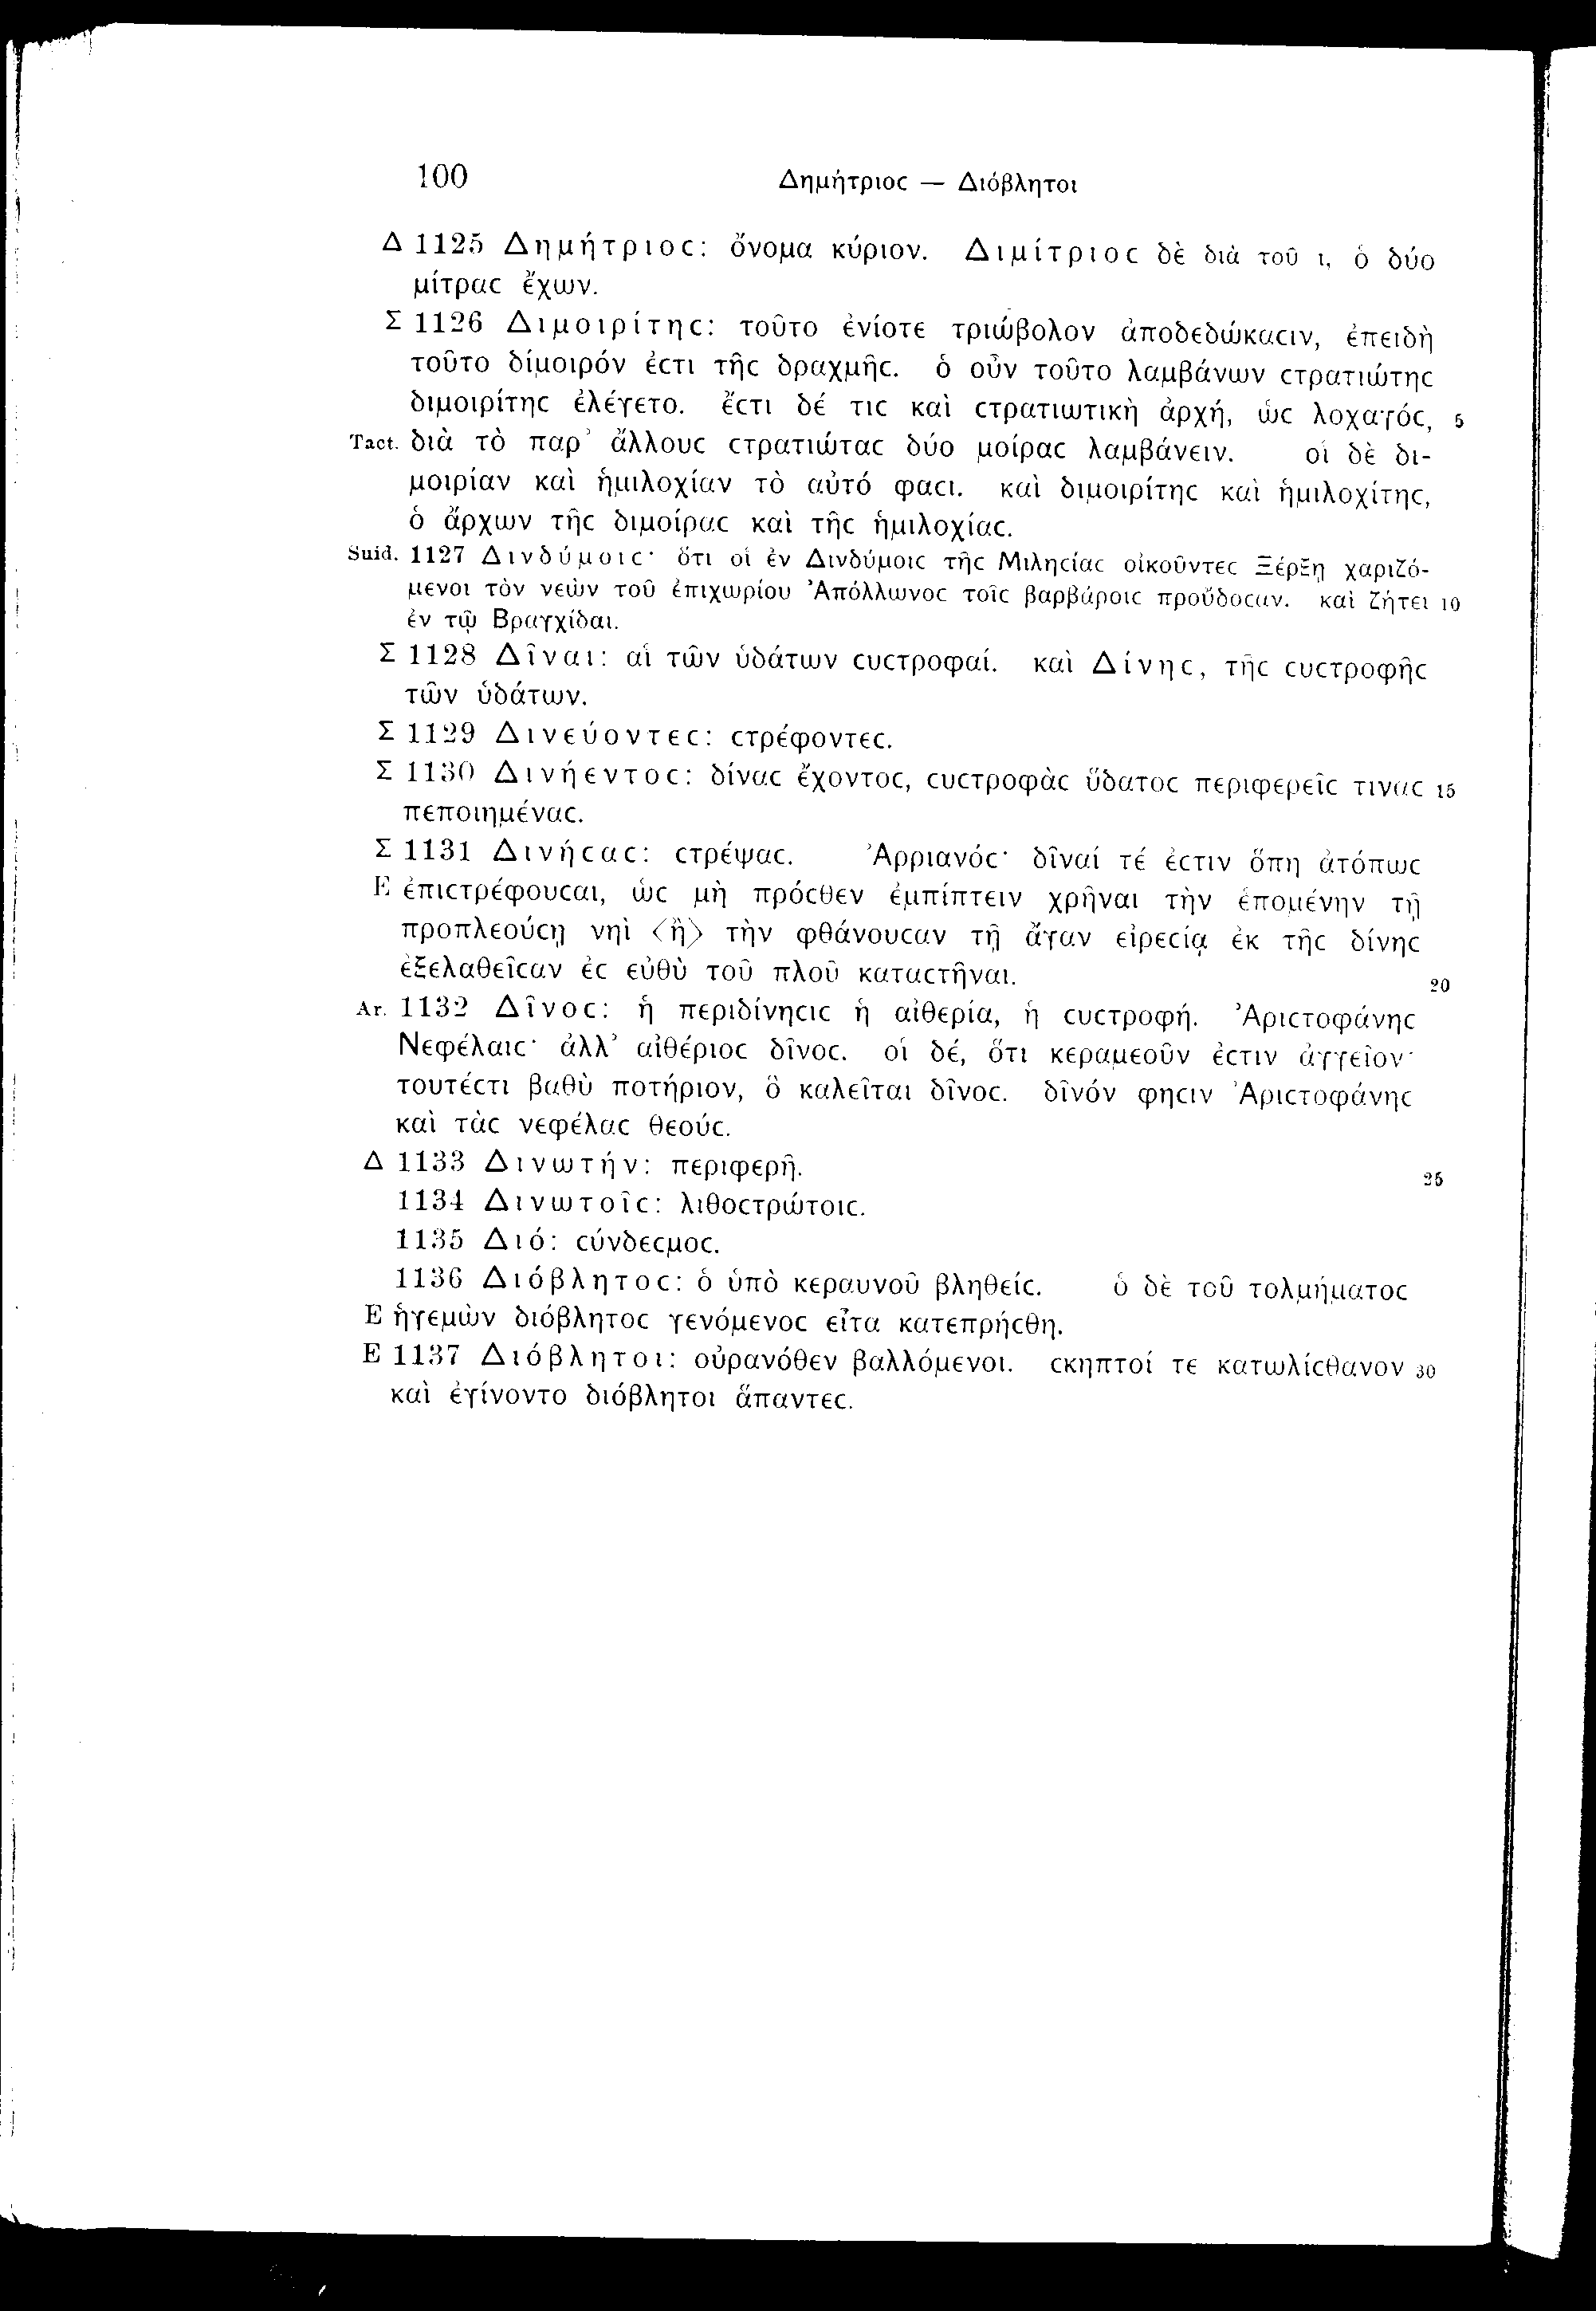 100 Δημήτριοϲ — Διόβλητοι
Δ 1125 Δημήτριοϲ: ὄνομα κύριον. Διμίτριοϲ δὲ διὰ τοῦ ι, ὁ δύο
μίτραϲ ἔχων.
Σ 1126 Διμοιρίτηϲ: τοῦτο ἐνίοτε τριώβολον ἀποδεδώκαϲιν, ἐπειδὴ
τοῦτο δίμοιρόν ἐϲτι τῆϲ δραχμῆϲ. ὁ οὖν τοῦτο λαμβάνων ϲτρατιώτηϲ
διμοιρίτηϲ ἐλέγετο. ἔϲτι δέ τιϲ καὶ ϲτρατιωτικὴ ἀρχή, ὡϲ λοχαγόϲ, 5
Tact. διὰ τὸ παρ’ ἄλλουϲ ϲτρατιώταϲ δύο μοίραϲ λαμβάνειν. οἱ δὲ δι-
μοιρίαν καὶ ἡμιλοχίαν τὸ αὐτό φαϲι. καὶ διμοιρίτηϲ καὶ ἡμιλοχίτηϲ,
ὁ ἄρχων τῆϲ διμοίραϲ καὶ τῆϲ ἡμιλοχίαϲ.
Suid. 1127 Δινδύμοιϲ· ὅτι οἱ ἐν Δινδύμοιϲ τῆϲ Μιληϲίαϲ οἰκοῦντεϲ Ξέρξῃ χαριζό-
μενοι τὸν νεὼν τοῦ ἐπιχωρίου Ἀπόλλωνοϲ τοῖϲ βαρβάροιϲ προὔδοϲαν. καὶ ζήτει 10
ἐν τῷ Βραγχίδαι.
Σ 1128 Δῖναι: αἱ τῶν ὑδάτων ϲυϲτροφαί. καὶ Δίνηϲ, τῆϲ ϲυϲτροφῆϲ
τῶν ὑδάτων.
Σ 1129 Δινεύοντεϲ: ϲτρέφοντεϲ.
Σ 1130 Δινήεντοϲ: δίναϲ ἔχοντοϲ, ϲυϲτροφὰϲ ὕδατοϲ περιφερεῖϲ τιναϲ 15
πεποιημέναϲ.
Σ 1131 Δινήϲαϲ: ϲτρέψαϲ. Ἀρριανόϲ· δῖναί τέ ἐϲτιν ὅπη ἀτόπωϲ
Ε ἐπιϲτρέφουϲαι, ὡϲ μὴ πρόϲθεν ἐμπίπτειν χρῆναι τὴν ἑπομένην τῇ
προπλεούϲῃ νηὶ ⟨ἢ⟩ τὴν φθάνουϲαν τῇ ἄγαν εἰρεϲίᾳ ἐκ τῆϲ δίνηϲ
ἐξελαθεῖϲαν ἐϲ εὐθὺ τοῦ πλοῦ καταϲτῆναι. 20
Ar. 1132 Δῖνοϲ: ἡ περιδίνηϲιϲ ἡ αἰθερία, ἡ ϲυϲτροφή. Ἀριϲτοφάνηϲ
Νεφέλαιϲ· ἀλλ’ αἰθέριοϲ δῖνοϲ. οἱ δέ, ὅτι κεραμεοῦν ἐϲτιν ἀγγεῖον·
τουτέϲτι βαθὺ ποτήριον, ὃ καλεῖται δῖνοϲ. δῖνόν φηϲιν Ἀριϲτοφάνηϲ
καὶ τὰϲ νεφέλαϲ θεούϲ.
Δ 1133 Δινωτήν: περιφερῆ. 25
1134 Δινωτοῖϲ: λιθοϲτρώτοιϲ.
1135 Διό: ϲύνδεϲμοϲ.
1136 Διόβλητοϲ: ὁ ὑπὸ κεραυνοῦ βληθείϲ. ὁ δὲ τοῦ τολμήματοϲ
Ε ἡγεμὼν διόβλητοϲ γενόμενοϲ εἶτα κατεπρήϲθη.
Ε 1137 Διόβλητοι: οὐρανόθεν βαλλόμενοι. ϲκηπτοί τε κατωλίϲθανον 30
καὶ ἐγίνοντο διόβλητοι ἅπαντεϲ.